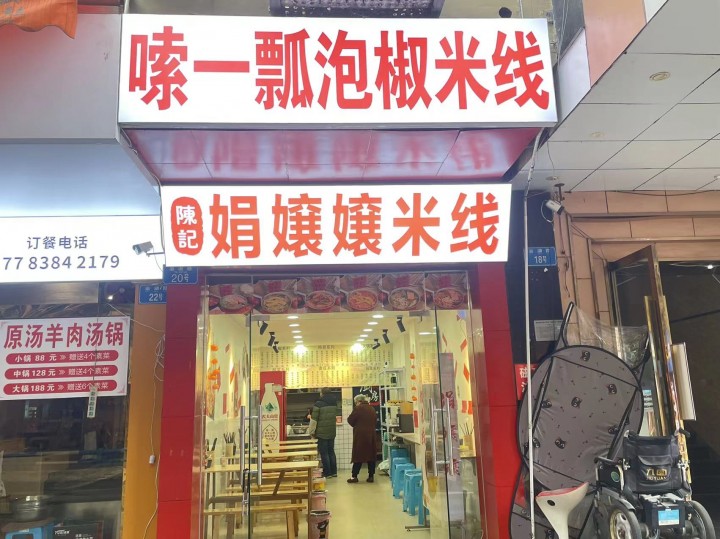 嗦一瓢泡椒米线
陳記
娟嬢嬢米线
订餐电话
77 8384 2179
20号
22号
18号
原汤羊肉汤锅
小锅 88 元 ≫ 赠送4个素菜
中锅 128 元 ≫ 赠送4个素菜
大锅 188 元 ≫ 赠送6个素菜